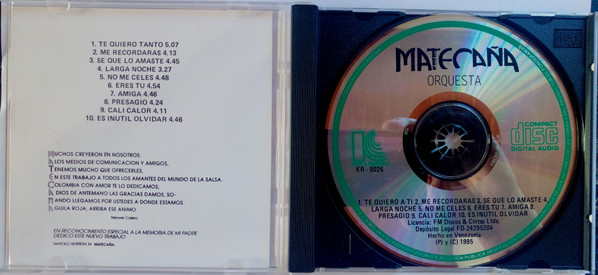 1. TE QUIERO TANTO 5,07
2. ME RECORDARAS 4,13
3. SE QUE LO AMASTE 4.45
4. LARGA NOCHE 3.27
5. NO ME CELES 4.48
6. ERES TU 4.54
7. AMIGA 4.46
8. PRESAGIO 4.24
9. CALI CALOR 4.11
10. ES INUTIL OLVIDAR 4.46
MUCHOS CREYERON EN NOSOTROS
A LOS MEDIOS DE COMUNICACION Y AMIGOS,
TENEMOS MUCHO QUE OFRECERLES,
EN ESTE TRABAJO A TODOS LOS AMANTES DEL MUNDO DE LA SALSA.
COLOMBIA CON AMOR TE LO DEDICAMOS,
A DIOS DE ANTEMANO LAS GRACIAS DAMOS, SO-
ÑANDO LLEGAMOS POR USTEDES A DONDE ESTAMOS.
AGUILA ROJA, ARRIBA ESE ANIMO
EN RECONOCIMIENTO ESPECIAL A LA MEMORIA DE MI PADRE
DEDICO ESTE NUEVO TRABAJO.
HAROLD HERRERA M. MATECAÑA.
MATECAÑA
ORQUESTA
K
KR - 0026
COMPACT
disc
DIGITAL AUDIO
1. TE QUIERO A TI 2. ME RECORDARAS 3, SE QUE LO AMASTE 4.
LARGA NOCHE 5. NO ME CELES 6. ERES TU 7, AMIGA 8.
PRESAGIO 9. CALI CALOR 10. ES INUTIL OLVIDAR
Licencia: FM Discos & Cintas Ltda.
Depósito Legal FD-24295204
Hecho en Venezuela
(P) y (C) 1995